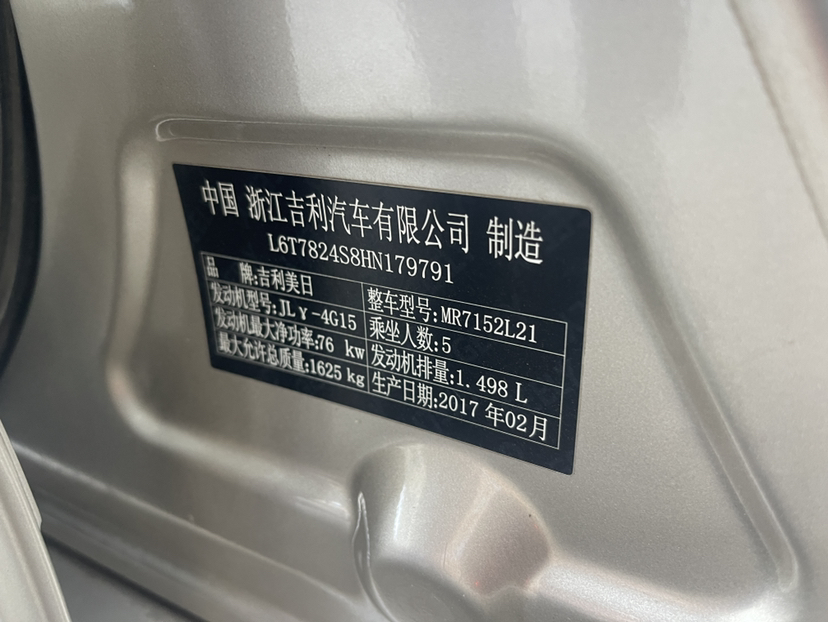 中国 浙江吉利汽车有限公司 制造
L6T7824S8HN179791
品 牌:吉利美日 整车型号:MR7152L21
发动机型号:JLγ-4G15 乘坐人数:5
发动机最大净功率:76 kw 发动机排量:1.498 L
最大允许总质量:1625 kg 生产日期:2017 年02月